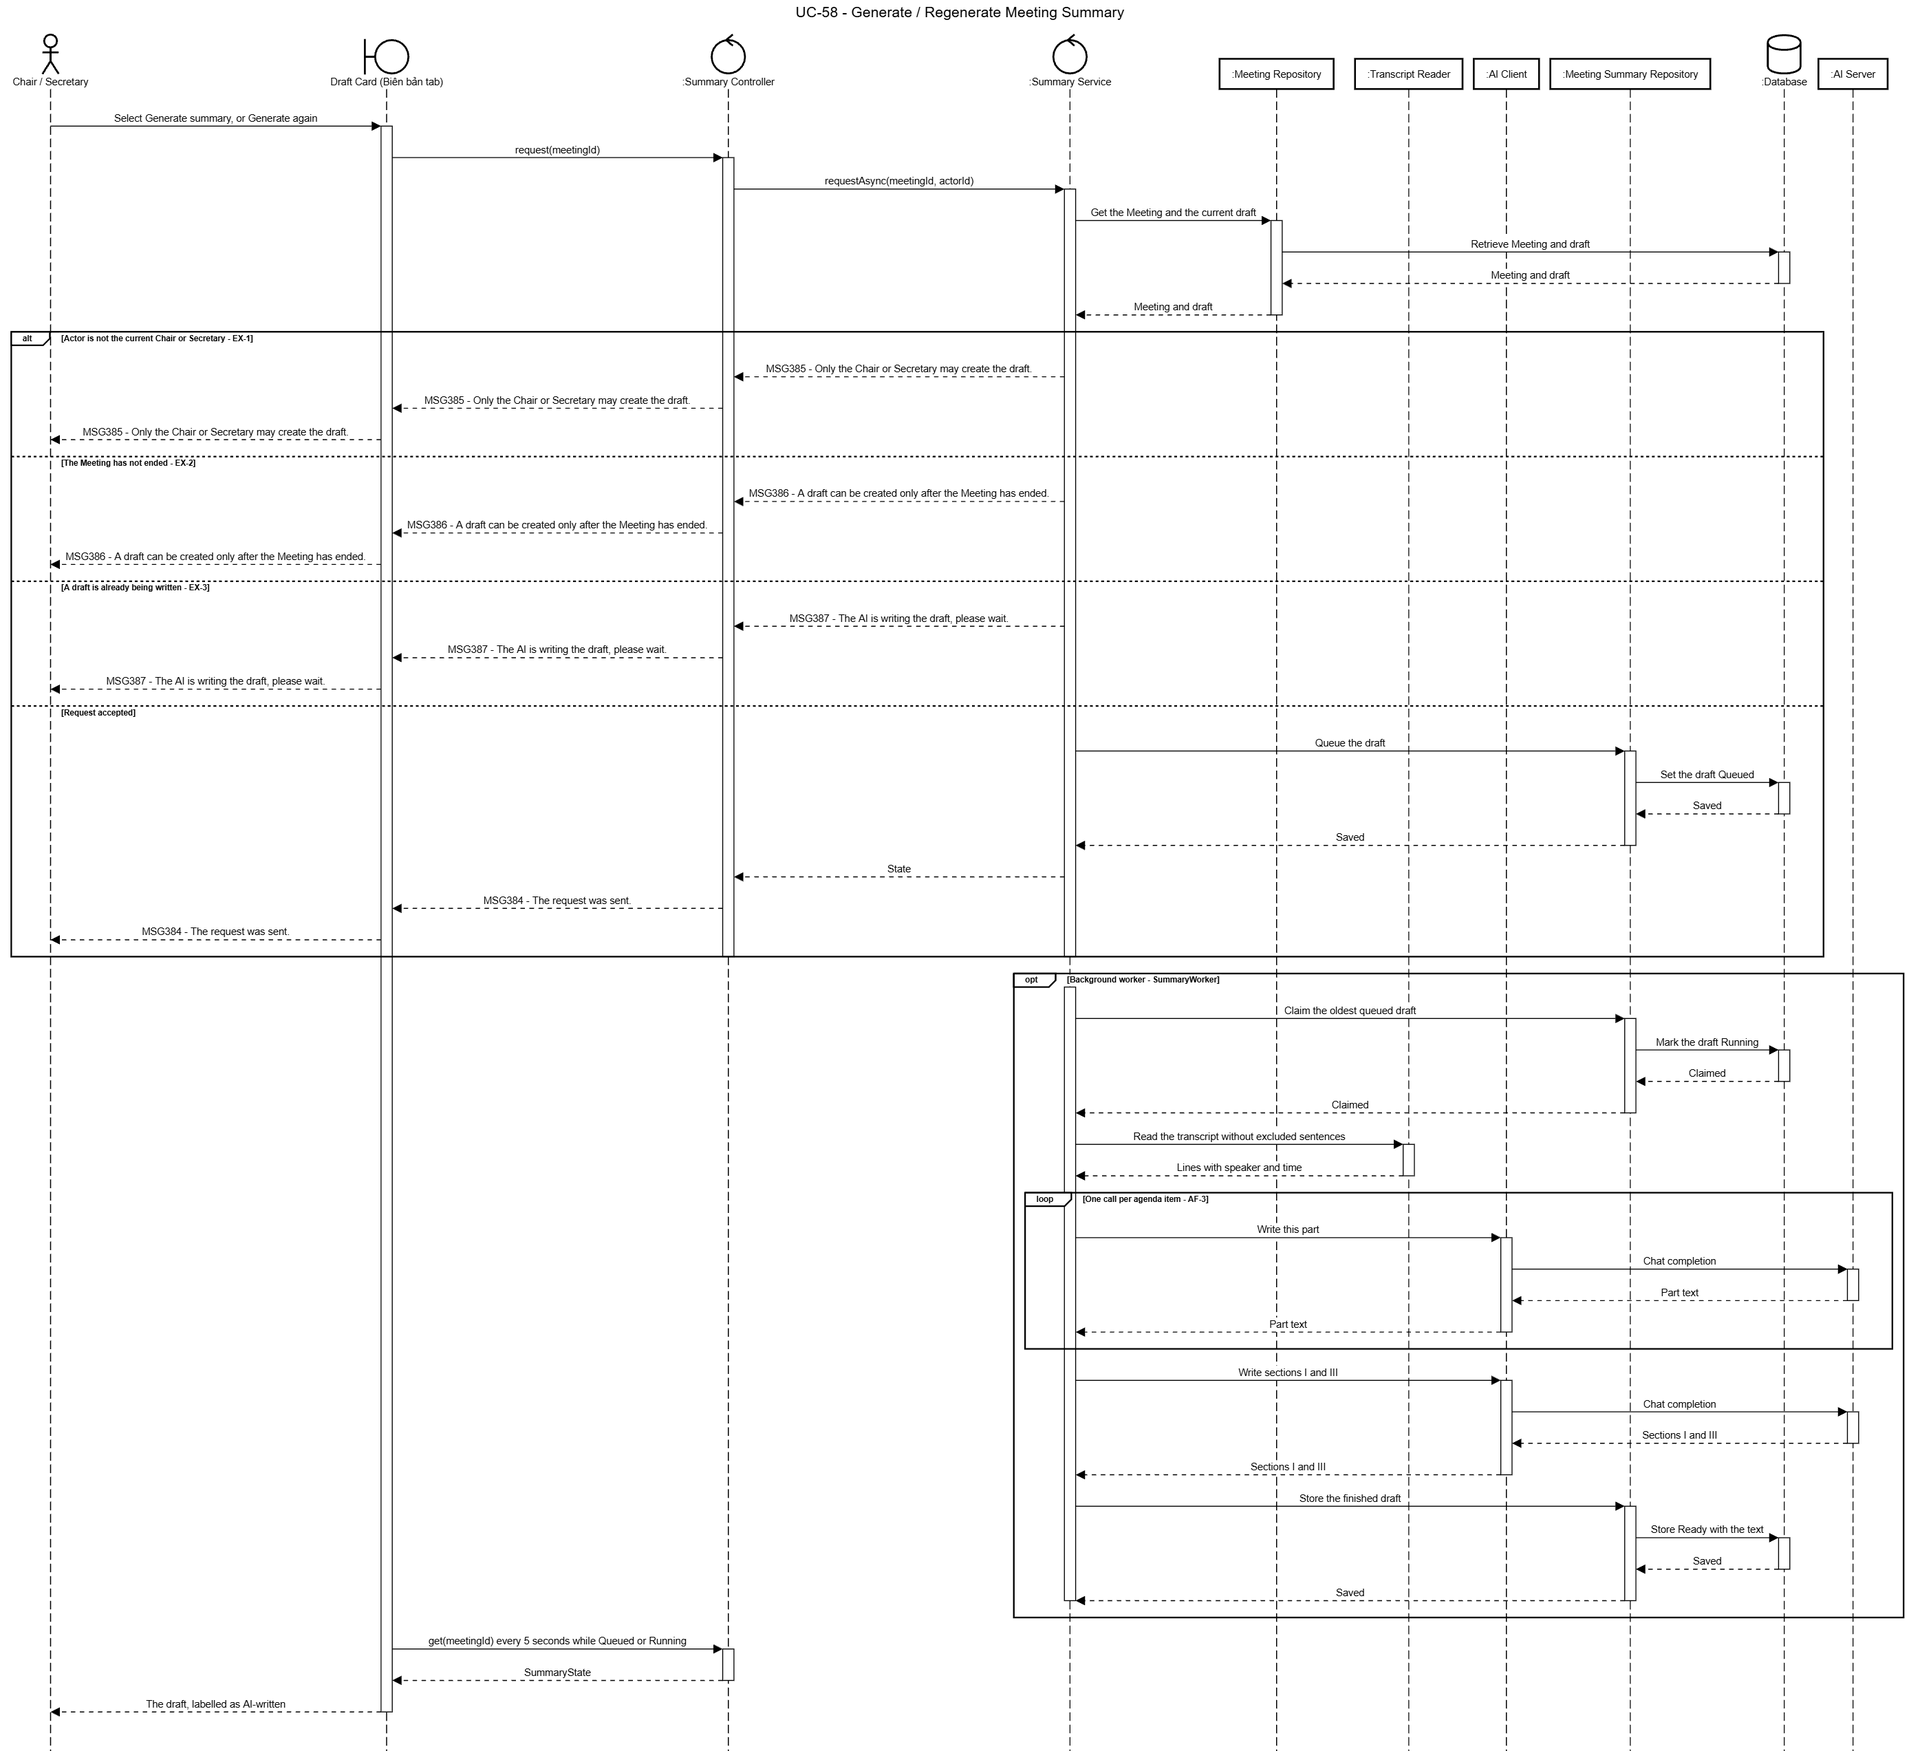 UC-58 - Generate / Regenerate Meeting Summary
Chair / Secretary
Draft Card (Biên bản tab)
:Summary Controller
:Summary Service
:Meeting Repository
:Transcript Reader
:AI Client
:Meeting Summary Repository
:Database
:AI Server
Select Generate summary, or Generate again
request(meetingId)
requestAsync(meetingId, actorId)
Get the Meeting and the current draft
Retrieve Meeting and draft
Meeting and draft
Meeting and draft
alt
[Actor is not the current Chair or Secretary - EX-1]
MSG385 - Only the Chair or Secretary may create the draft.
MSG385 - Only the Chair or Secretary may create the draft.
MSG385 - Only the Chair or Secretary may create the draft.
[The Meeting has not ended - EX-2]
MSG386 - A draft can be created only after the Meeting has ended.
MSG386 - A draft can be created only after the Meeting has ended.
MSG386 - A draft can be created only after the Meeting has ended.
[A draft is already being written - EX-3]
MSG387 - The AI is writing the draft, please wait.
MSG387 - The AI is writing the draft, please wait.
MSG387 - The AI is writing the draft, please wait.
[Request accepted]
Queue the draft
Set the draft Queued
Saved
Saved
State
MSG384 - The request was sent.
MSG384 - The request was sent.
opt
[Background worker - SummaryWorker]
Claim the oldest queued draft
Mark the draft Running
Claimed
Claimed
Read the transcript without excluded sentences
Lines with speaker and time
loop
[One call per agenda item - AF-3]
Write this part
Chat completion
Part text
Part text
Write sections I and III
Chat completion
Sections I and III
Sections I and III
Store the finished draft
Store Ready with the text
Saved
Saved
get(meetingId) every 5 seconds while Queued or Running
SummaryState
The draft, labelled as AI-written